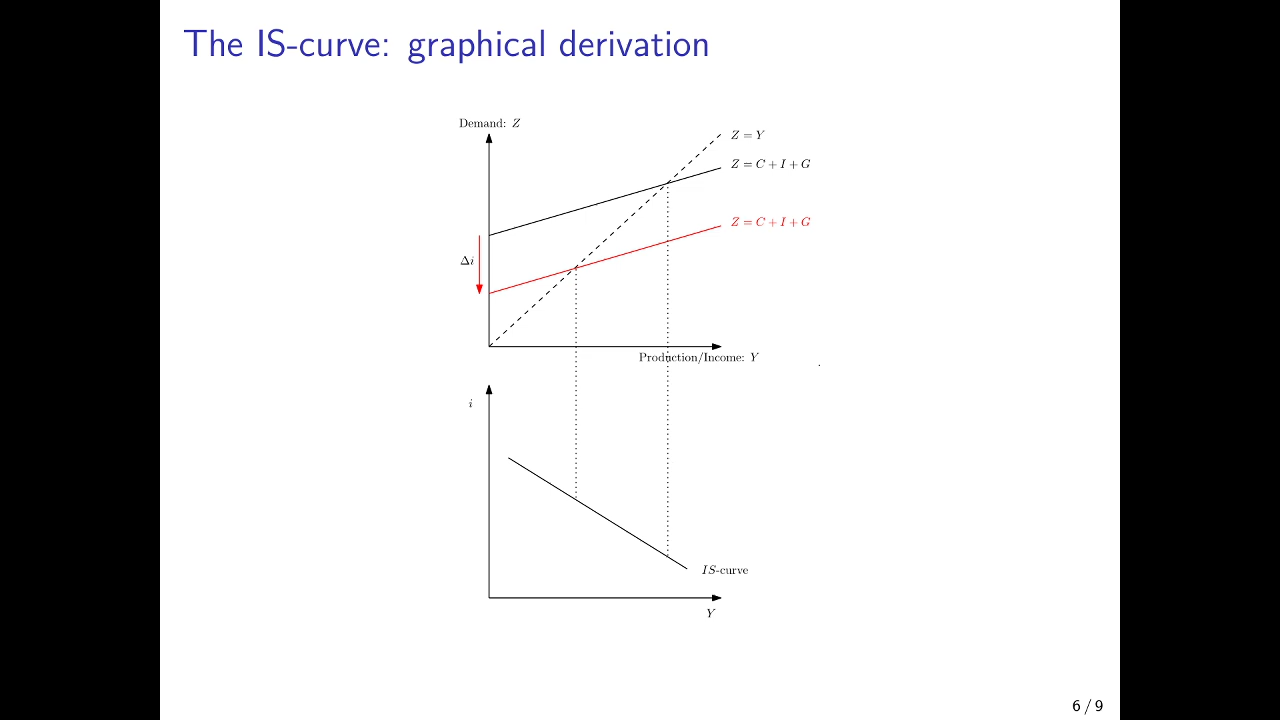 The IS-curve: graphical derivation
Demand: Z
Z = Y
Z = C + I + G
Z = C + I + G
Δi
Production/Income: Y
i
IS-curve
Y
6 / 9